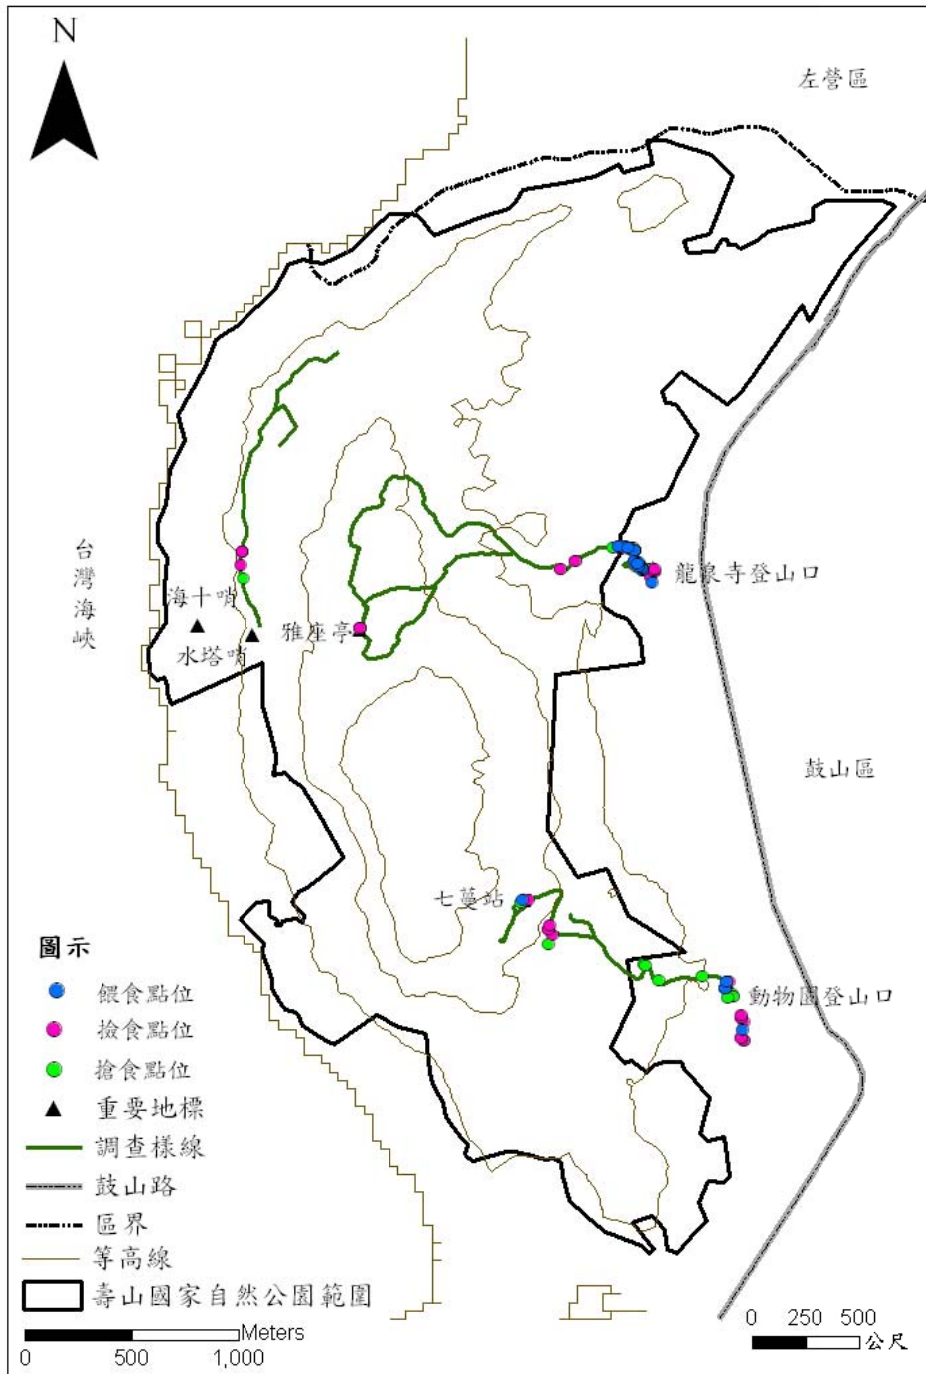 N
左營區
台灣海峽
龍泉寺登山口
海十哨
水塔哨
雅座亭
鼓山區
七蔓站
動物園登山口
圖示
餵食點位
撿食點位
搶食點位
重要地標
調查樣線
鼓山路
區界
等高線
壽山國家自然公園範圍
Meters
0 500 1,000
0 250 500
公尺